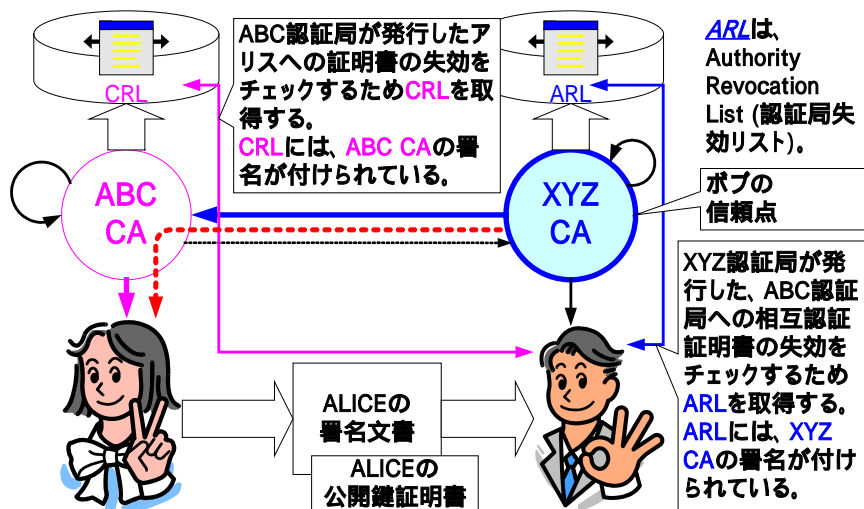 ABC認証局が発行したア
リスへの証明書の失効を
チェックするためCRLを取
得する。
CRLには、ABC CAの署
名が付けられている。
CRL
ARL
ARLは、
Authority
Revocation
List (認証局失
効リスト)。
ABC
CA
XYZ
CA
ボブの
信頼点
XYZ認証局が発
行した、ABC認証
局への相互認証
証明書の失効を
チェックするため
ARLを取得する。
ARLには、XYZ
CAの署名が付け
られている。
ALICEの
署名文書
ALICEの
公開鍵証明書